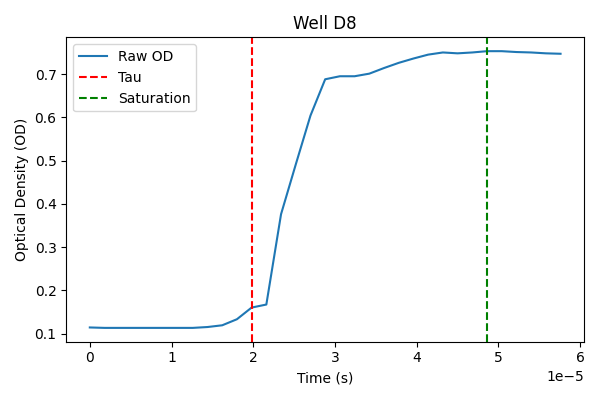 Well D8
Raw OD
Tau
Saturation
Optical Density (OD)
0.7
0.6
0.5
0.4
0.3
0.2
0.1
0 1 2 3 4 5 6
1e−5
Time (s)